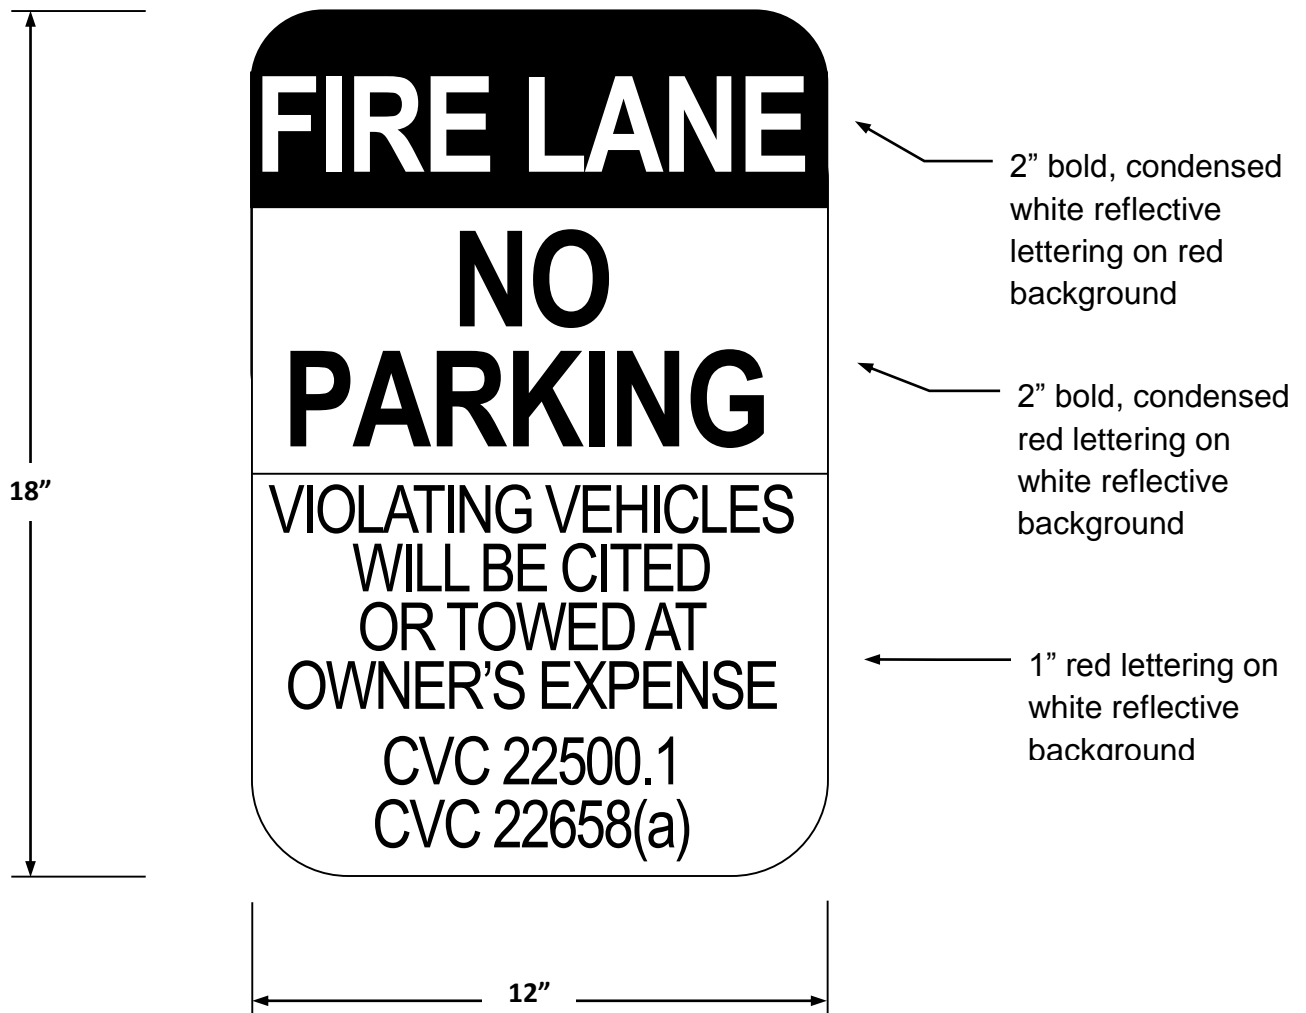 FIRE LANE
NO
PARKING
VIOLATING VEHICLES
WILL BE CITED
OR TOWED AT
OWNER’S EXPENSE
CVC 22500.1
CVC 22658(a)
2” bold, condensed
white reflective
lettering on red
background
2” bold, condensed
red lettering on
white reflective
background
1” red lettering on
white reflective
background
18”
12”